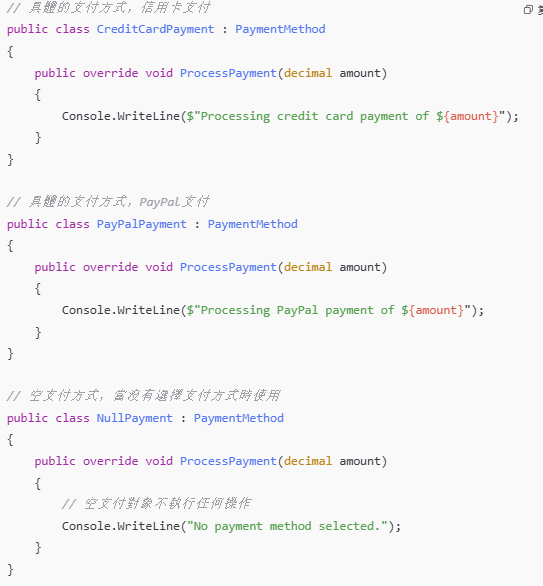 // 具體的支付方式，信用卡支付
public class CreditCardPayment : PaymentMethod
{
    public override void ProcessPayment(decimal amount)
    {
        Console.WriteLine($"Processing credit card payment of ${amount}");
    }
}

// 具體的支付方式，PayPal支付
public class PayPalPayment : PaymentMethod
{
    public override void ProcessPayment(decimal amount)
    {
        Console.WriteLine($"Processing PayPal payment of ${amount}");
    }
}

// 空支付方式，當沒有選擇支付方式時使用
public class NullPayment : PaymentMethod
{
    public override void ProcessPayment(decimal amount)
    {
        // 空支付對象不執行任何操作
        Console.WriteLine("No payment method selected.");
    }
}